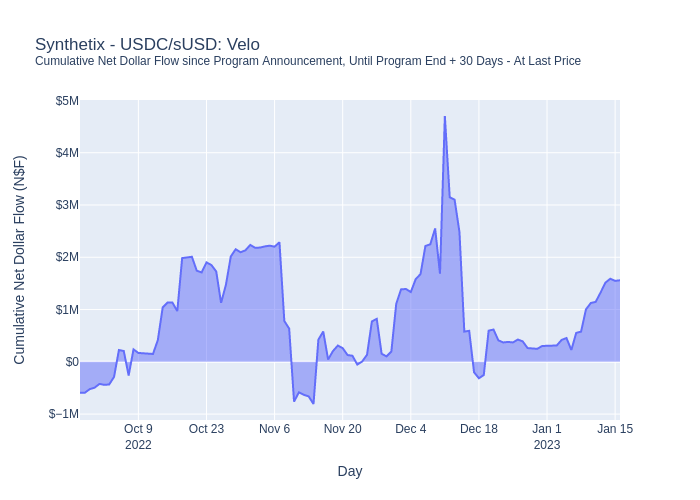 Synthetix - USDC/sUSD: Velo
Cumulative Net Dollar Flow since Program Announcement, Until Program End + 30 Days - At Last Price
Cumulative Net Dollar Flow (N$F)
$5M
$4M
$3M
$2M
$1M
$0
$−1M
Oct 9
2022
Oct 23
Nov 6
Nov 20
Dec 4
Dec 18
Jan 1
2023
Jan 15
Day